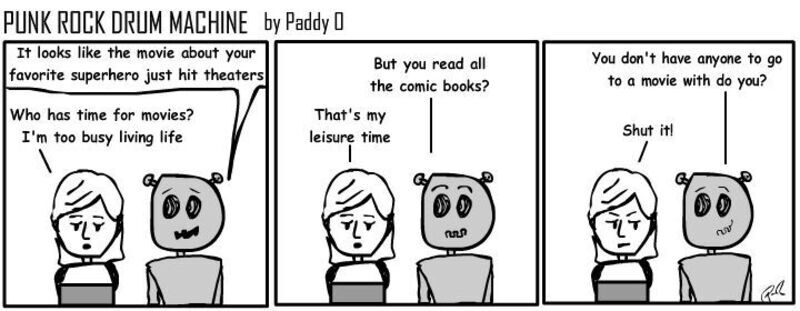 PUNK ROCK DRUM MACHINE by Paddy O
It looks like the movie about your
favorite superhero just hit theaters
Who has time for movies?
I'm too busy living life
But you read all
the comic books?
That's my
leisure time
You don't have anyone to go
to a movie with do you?
Shut it!